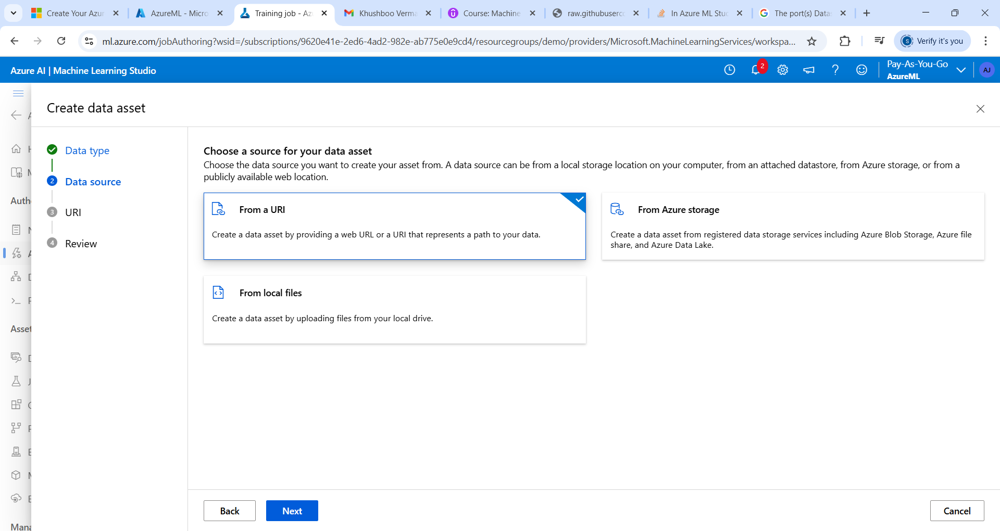 Create Your Azur
AzureML - Micro
Training job - Az
Khushboo Verma
Course: Machine
raw.githubuserco
In Azure ML Stud
The port(s) Datas
ml.azure.com/jobAuthoring?wsid=/subscriptions/9620e41e-2ed6-4ad2-982e-ab775e0e9cd4/resourcegroups/demo/providers/Microsoft.MachineLearningServices/workspa...
S
Verify it's you
Azure AI | Machine Learning Studio
2
Pay-As-You-Go
AzureML
AJ
Create data asset
Data type
2
Data source
3
URI
4
Review
Auth
Asset
Mana
Choose a source for your data asset
Choose the data source you want to create your asset from. A data source can be from a local storage location on your computer, from an attached datastore, from Azure storage, or from a
publicly available web location.
From a URI
Create a data asset by providing a web URL or a URI that represents a path to your data.
From Azure storage
Create a data asset from registered data storage services including Azure Blob Storage, Azure file
share, and Azure Data Lake.
From local files
Create a data asset by uploading files from your local drive.
Back
Next
Cancel